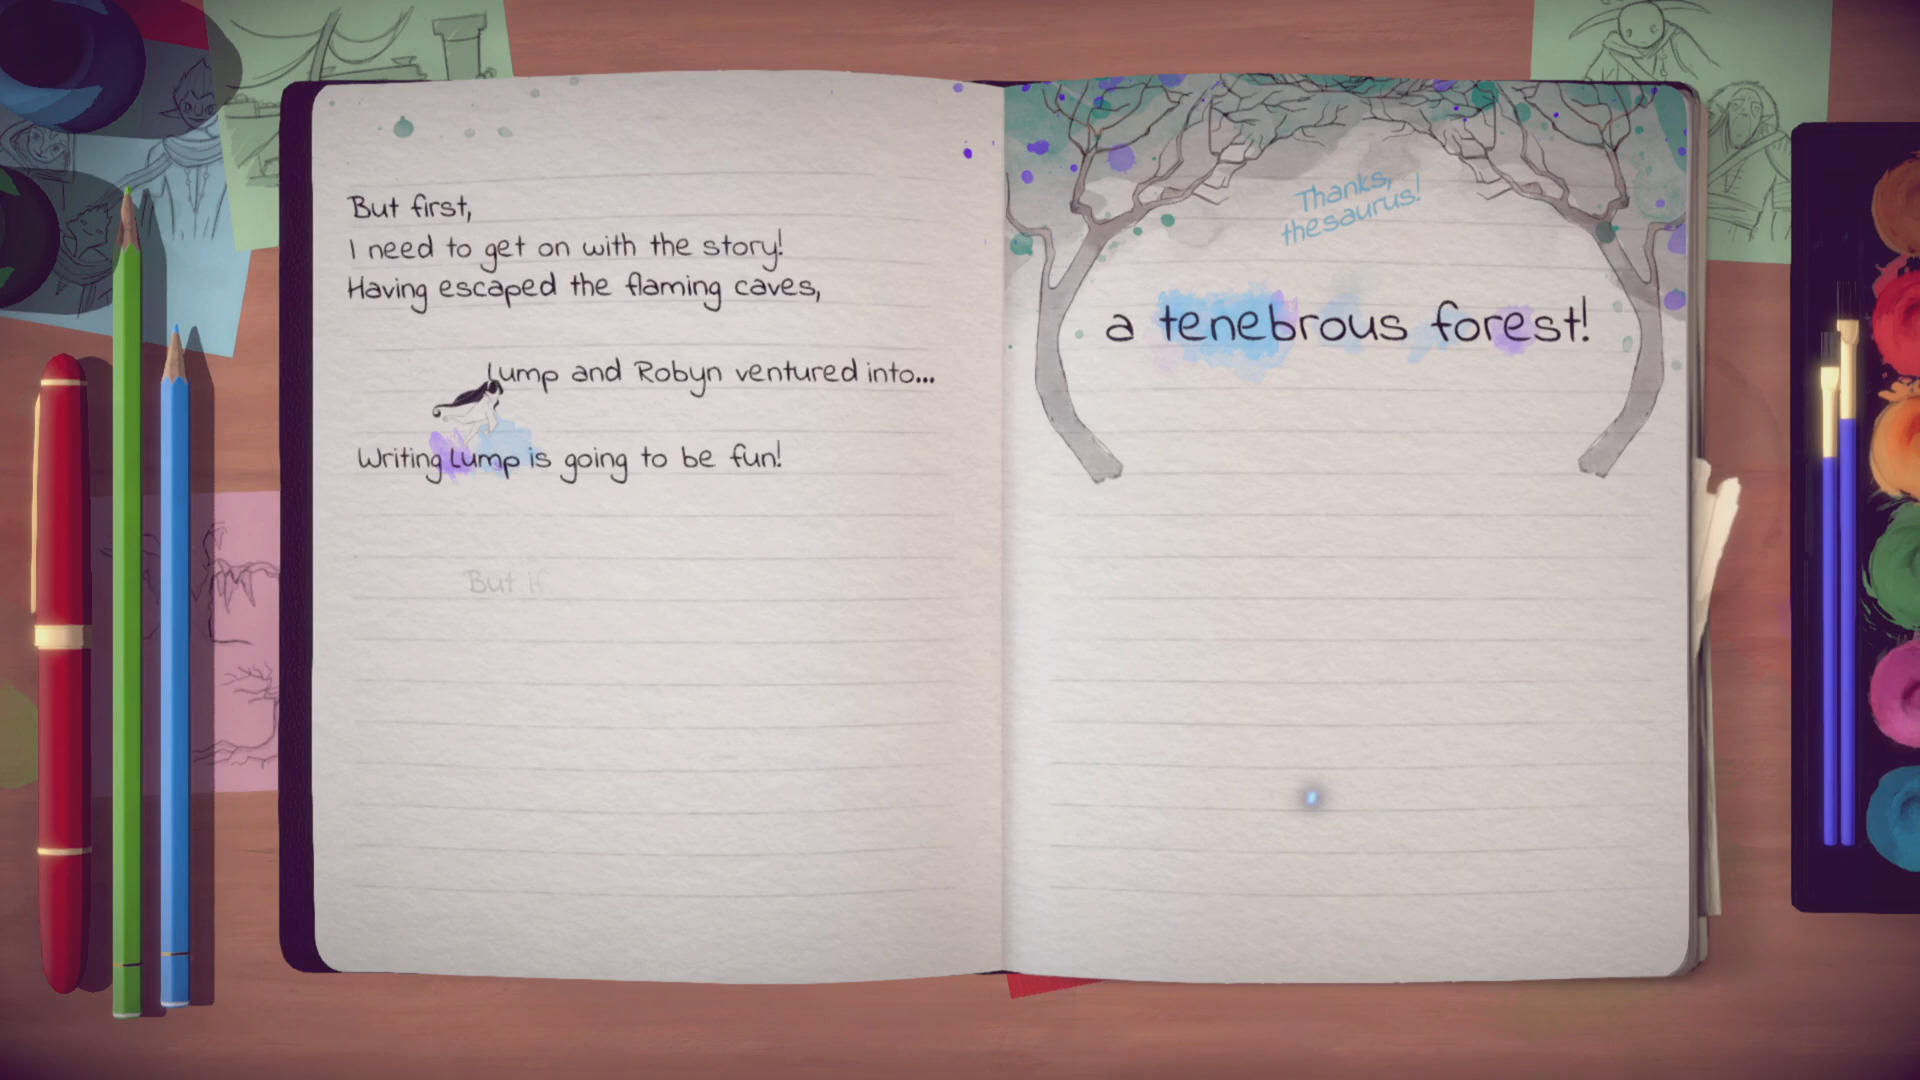 But first,
I need to get on with the story!
Having escaped the flaming caves,
Lump and Robyn ventured into...
Writing Lump is going to be fun!
But if
Thanks,
thesaurus!
a tenebrous forest!